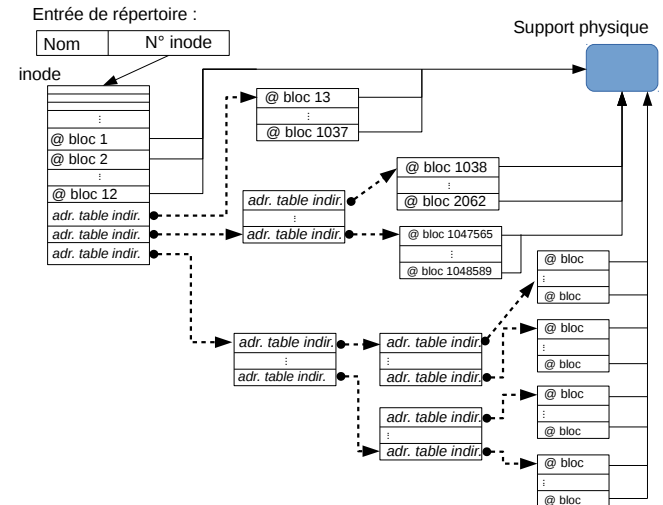 Entrée de répertoire :
Nom
N° inode
Support physique
inode
@ bloc 1
@ bloc 2
@ bloc 12
adr. table indir.
adr. table indir.
adr. table indir.
@ bloc 13
@ bloc 1037
adr. table indir.
adr. table indir.
@ bloc 1038
@ bloc 2062
@ bloc 1047565
@ bloc 1048589
adr. table indir.
adr. table indir.
adr. table indir.
adr. table indir.
adr. table indir.
adr. table indir.
@ bloc
@ bloc
@ bloc
@ bloc
@ bloc
@ bloc
@ bloc
@ bloc